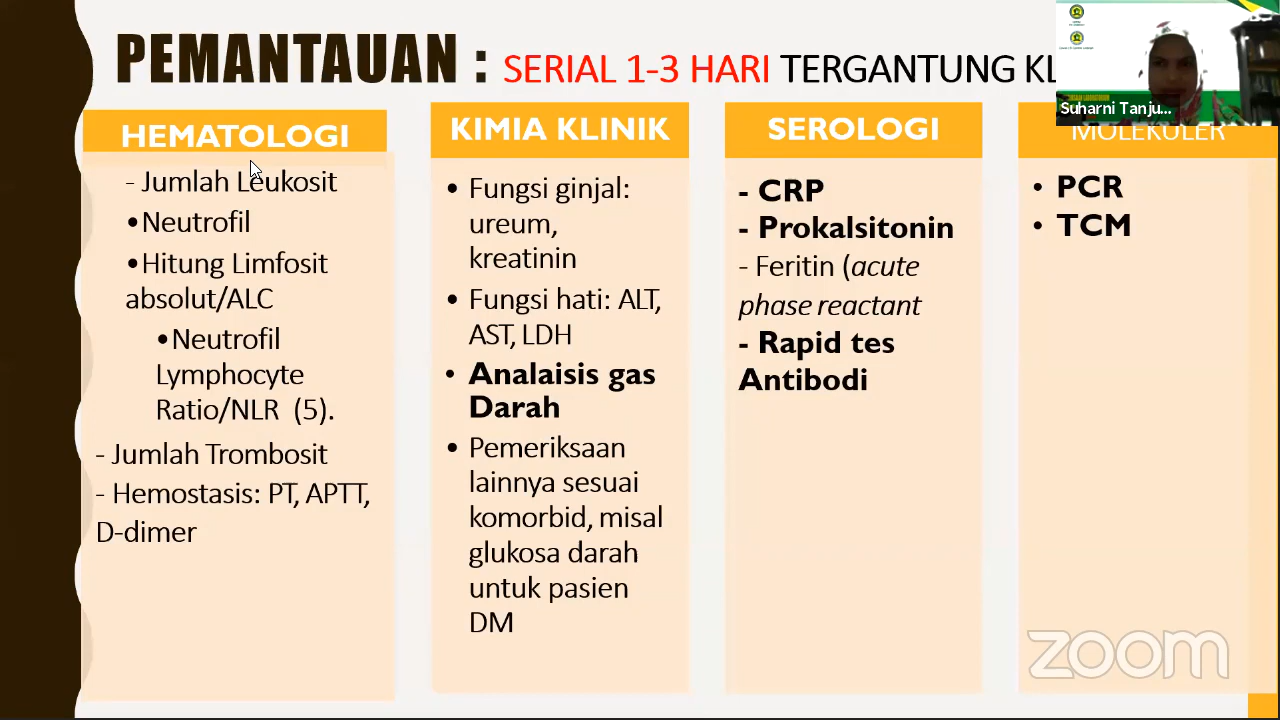 PEMANTAUAN : SERIAL 1-3 HARI TERGANTUNG
Suharni Tanju...
HEMATOLOGI
- Jumlah Leukosit
•Neutrofil
•Hitung Limfosit
absolut/ALC
•Neutrofil
Lymphocyte
Ratio/NLR (5).
- Jumlah Trombosit
- Hemostasis: PT, APTT,
D-dimer
KIMIA KLINIK
• Fungsi ginjal:
ureum,
kreatinin
• Fungsi hati: ALT,
AST, LDH
• Analaisis gas
Darah
• Pemeriksaan
lainnya sesuai
komorbid, misal
glukosa darah
untuk pasien
DM
SEROLOGI
- CRP
- Prokalsitonin
- Feritin (acute
phase reactant
- Rapid tes
Antibodi
MOLEKULER
• PCR
• TCM
zoom